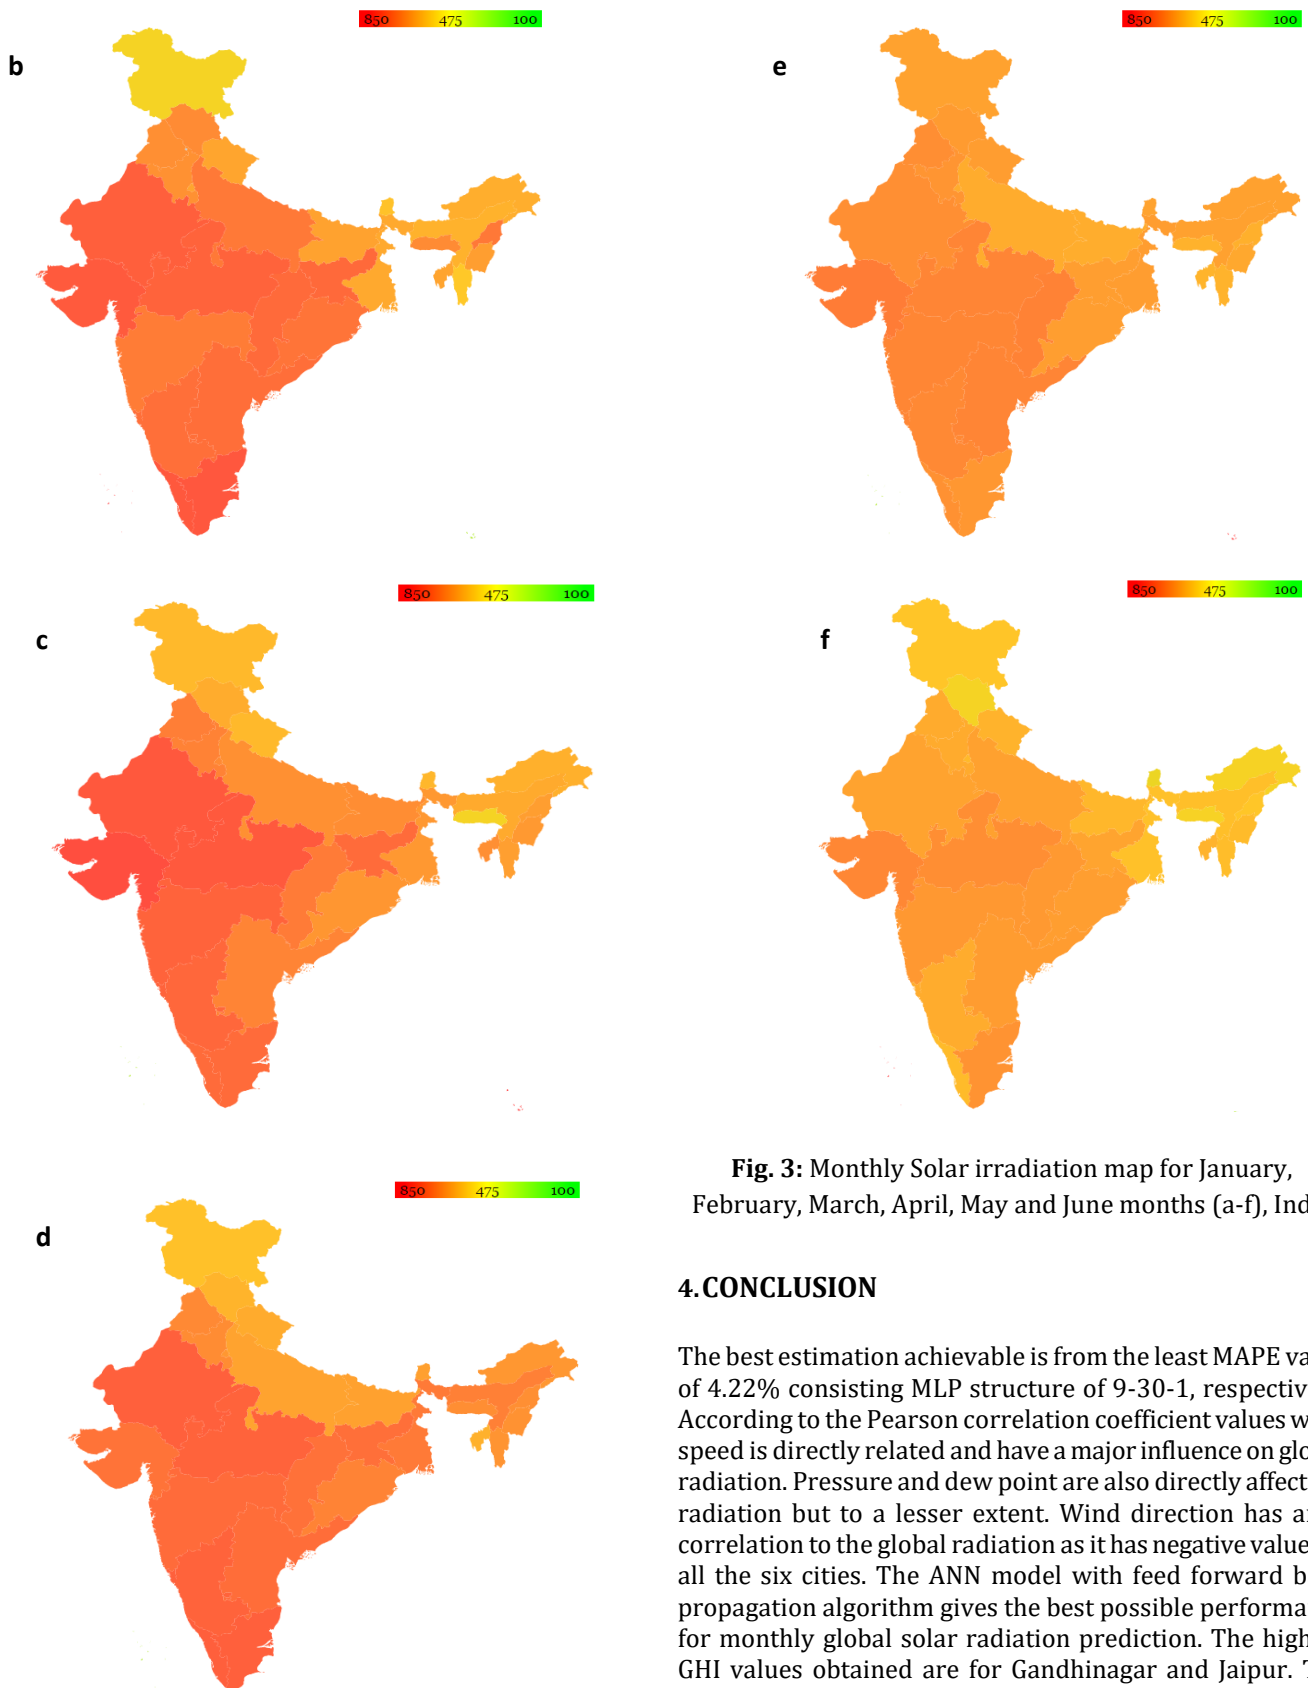 850 475 100
b
850 475 100
c
850 475 100
d
850 475 100
e
850 475 100
f
Fig. 3: Monthly Solar irradiation map for January,
February, March, April, May and June months (a-f), Ind
4. CONCLUSION
The best estimation achievable is from the least MAPE va
of 4.22% consisting MLP structure of 9-30-1, respectiv
According to the Pearson correlation coefficient values w
speed is directly related and have a major influence on glo
radiation. Pressure and dew point are also directly affect
radiation but to a lesser extent. Wind direction has a
correlation to the global radiation as it has negative value
all the six cities. The ANN model with feed forward b
propagation algorithm gives the best possible performa
for monthly global solar radiation prediction. The high
GHI values obtained are for Gandhinagar and Jaipur. T